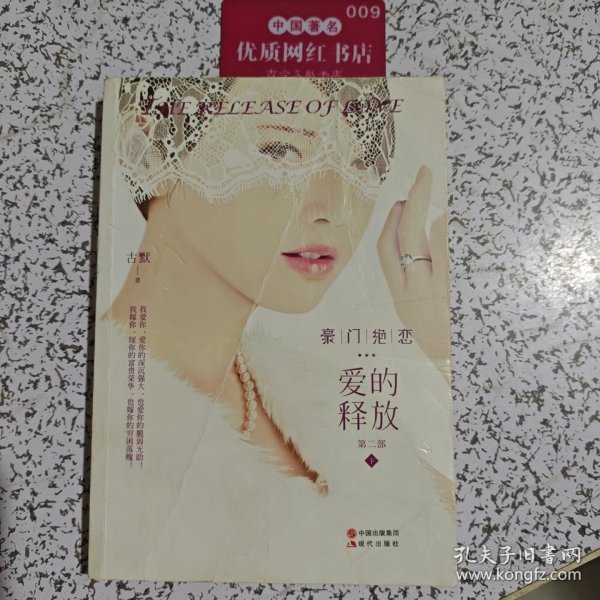 009
中国著名
优质网红书店
THE RELEASE OF LOVE
古默
著
我爱你,爱你的深沉强大,也爱你的脆弱无助!
我嫁你,嫁你的富贵荣华,也嫁你的穷困落魄!
豪门绝恋
爱的
释放
第二部
下
中国出版集团
现代出版社
孔夫子旧书网
www.kongfz.com